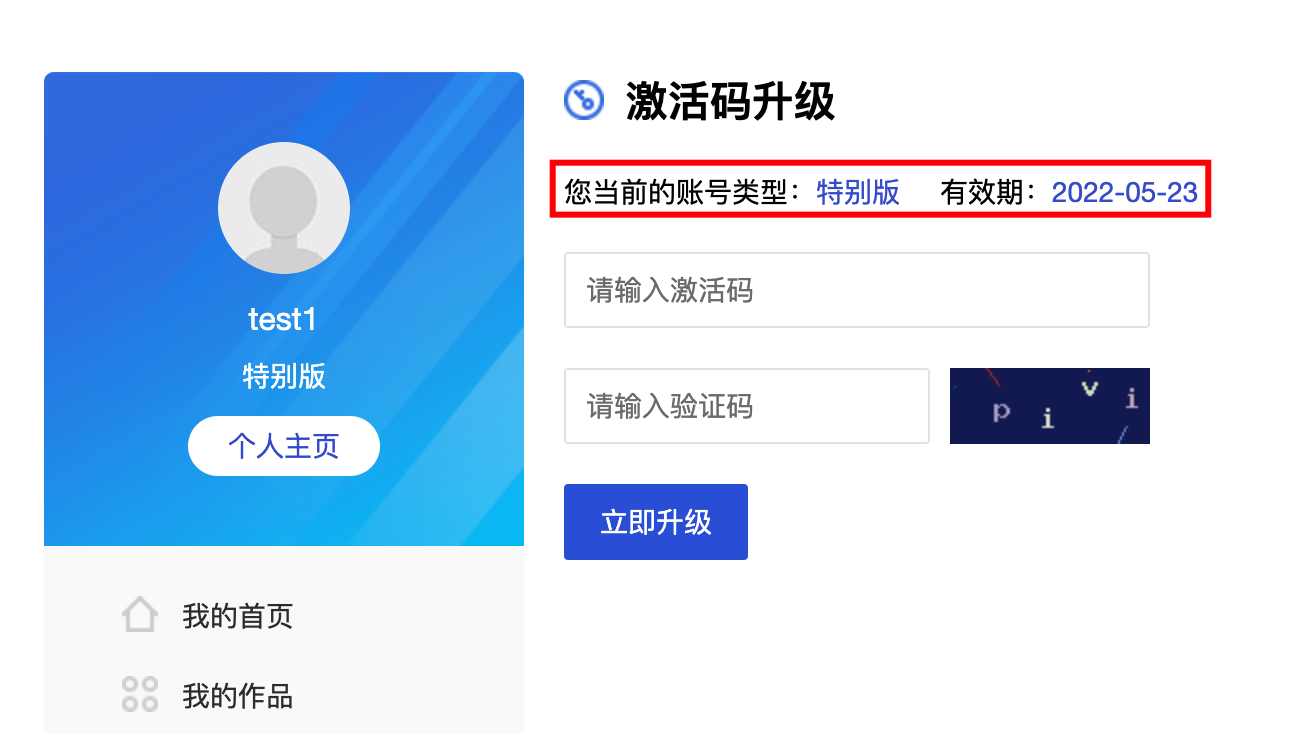 激活码升级
您当前的账号类型：特别版 有效期：2022-05-23
请输入激活码
请输入验证码
p i v i
立即升级
test1
特别版
个人主页
我的首页
我的作品